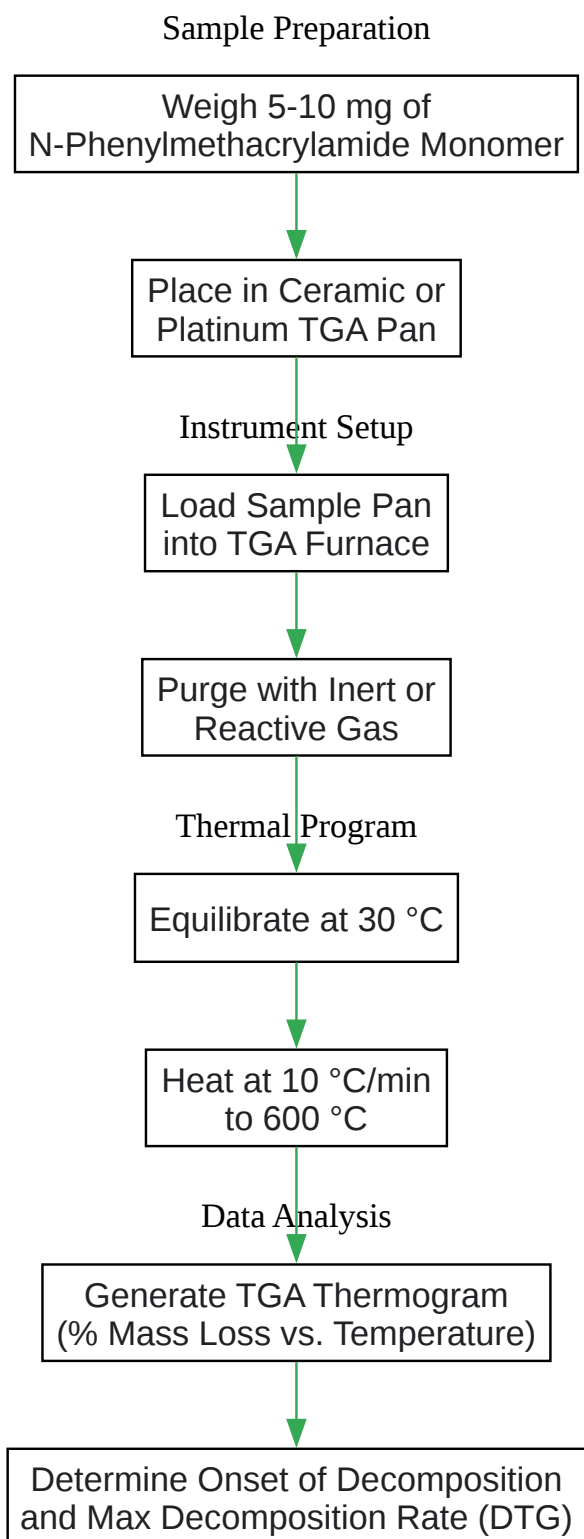 Sample Preparation
Weigh 5-10 mg of
N-Phenylmethacrylamide Monomer
Place in Ceramic or
Platinum TGA Pan
Instrument Setup
Load Sample Pan
into TGA Furnace
Purge with Inert or
Reactive Gas
Thermal Program
Equilibrate at 30 °C
Heat at 10 °C/min
to 600 °C
Data Analysis
Generate TGA Thermogram
(% Mass Loss vs. Temperature)
Determine Onset of Decomposition
and Max Decomposition Rate (DTG)